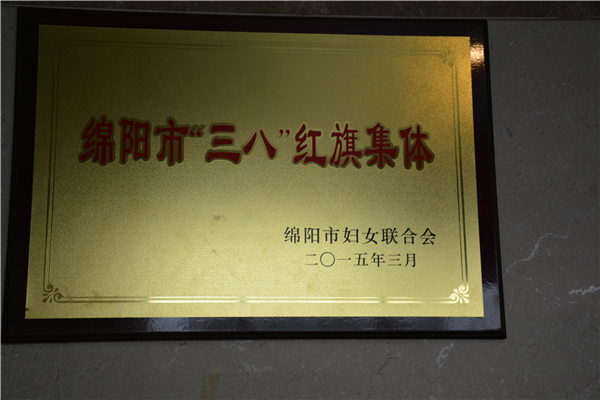 绵阳市“三八”红旗集体
绵阳市妇女联合会
二〇一五年三月